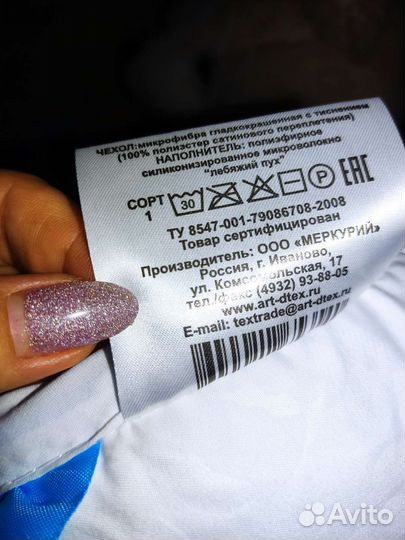 ЧЕХОЛ:микрофибра гладкокрашенная с тиснением
(100% полиэстер сатинового переплетения)
НАПОЛНИТЕЛЬ: полиэфирное
силиконизированное микроволокно
"лебяжий пух"
СОРТ
1
30
P
EAC
ТУ 8547-001-79086708-2008
Товар сертифицирован
Производитель: ООО «МЕРКУРИЙ»
Россия, г. Иваново,
ул. Комсомольская, 17
тел./факс (4932) 93-88-05
www.art-dtex.ru
E-mail: textrade@art-dtex.ru
Avito